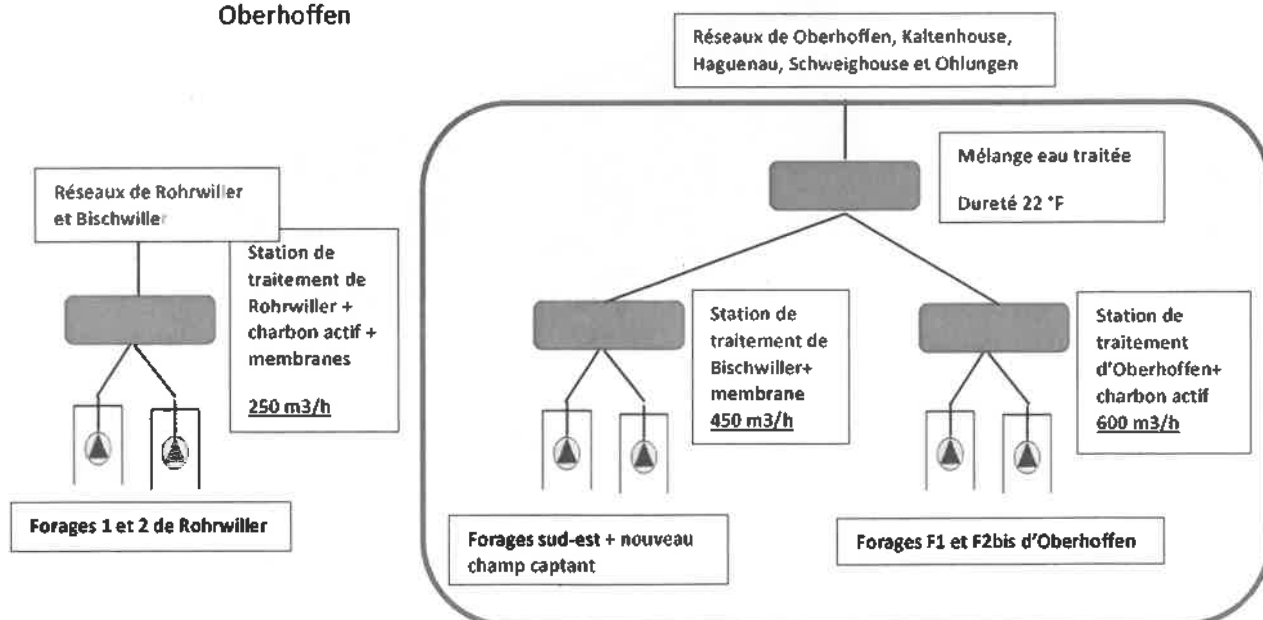 Oberhoffen
Réseaux de Oberhoffen, Kaltenhouse,
Haguenau, Schweighouse et Ohlungen
Mélange eau traitée
Dureté 22 °F
Réseaux de Rohrwiller
et Bischwiller
Station de
traitement de
Rohrwiller +
charbon actif +
membranes
250 m3/h
Station de
traitement de
Bischwiller+
membrane
450 m3/h
Station de
traitement
d'Oberhoffen+
charbon actif
600 m3/h
Forages 1 et 2 de Rohrwiller
Forages sud-est + nouveau
champ captant
Forages F1 et F2bis d'Oberhoffen